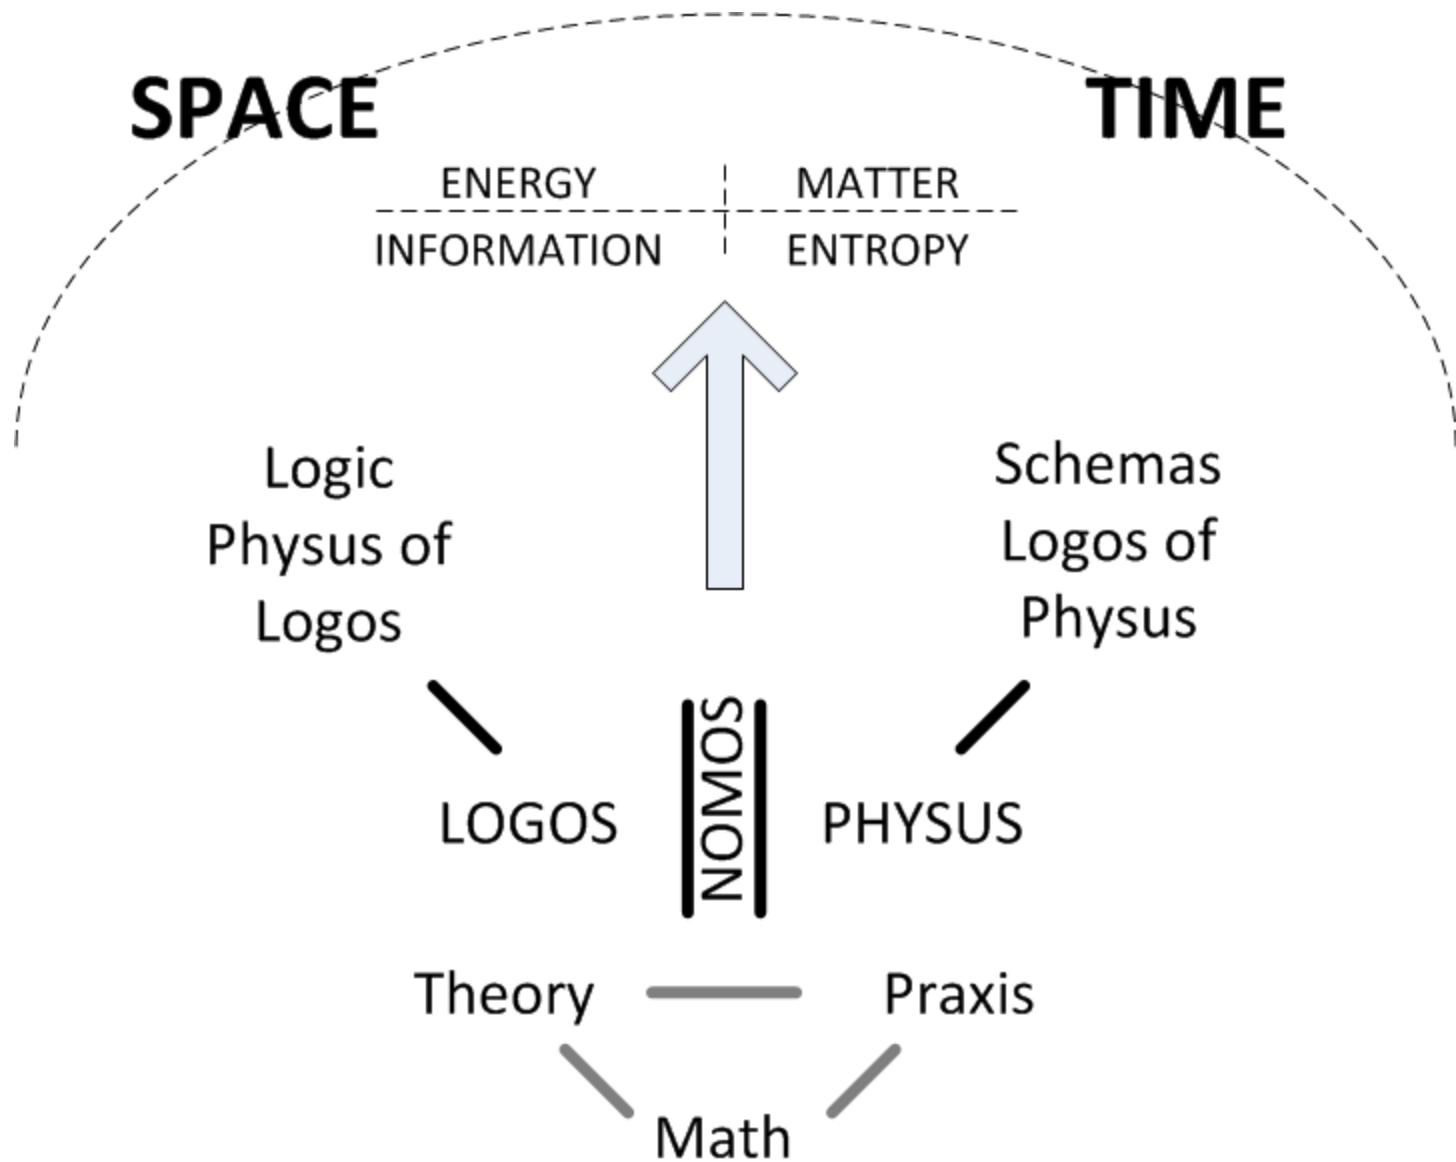 SPACE
TIME
ENERGY
MATTER
INFORMATION
ENTROPY
Logic
Physus of
Logos
Schemas
Logos of
Physus
LOGOS
NOMOS
PHYSUS
Theory
Praxis
Math